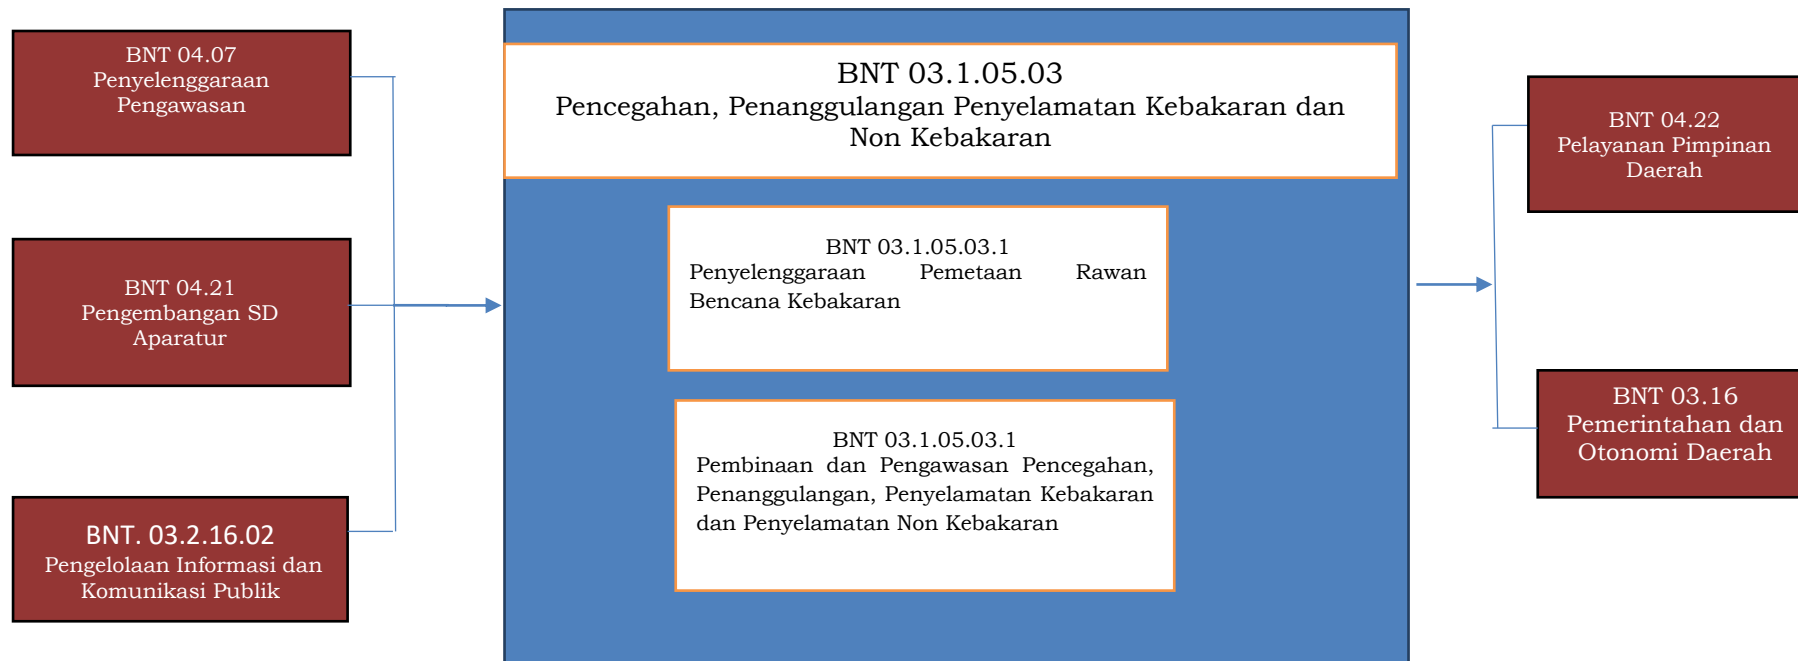 BNT 04.07
Penyelenggaraan
Pengawasan
BNT 04.21
Pengembangan SD
Aparatur
BNT. 03.2.16.02
Pengelolaan Informasi dan
Komunikasi Publik
BNT 03.1.05.03
Pencegahan, Penanggulangan Penyelamatan Kebakaran dan
Non Kebakaran
BNT 03.1.05.03.1
Penyelenggaraan Pemetaan Rawan
Bencana Kebakaran
BNT 03.1.05.03.1
Pembinaan dan Pengawasan Pencegahan,
Penanggulangan, Penyelamatan Kebakaran
dan Penyelamatan Non Kebakaran
BNT 04.22
Pelayanan Pimpinan
Daerah
BNT 03.16
Pemerintahan dan
Otonomi Daerah